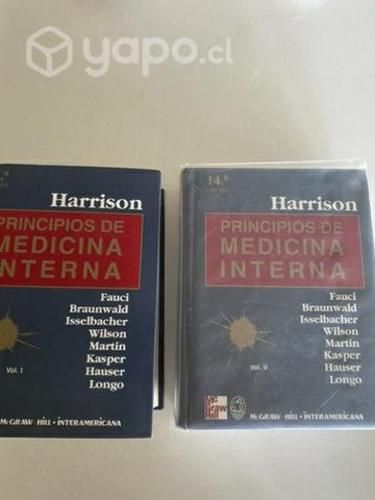 yapo.cl
Harrison
PRINCIPIOS DE
MEDICINA
INTERNA
Fauci
Braunwald
Isselbacher
Wilson
Martin
Kasper
Hauser
Longo
Vol. I
McGRAW-HILL • INTERAMERICANA
14.ª
Harrison
PRINCIPIOS DE
MEDICINA
INTERNA
Fauci
Braunwald
Isselbacher
Wilson
Martin
Kasper
Hauser
Longo
Vol. II
McGRAW-HILL • INTERAMERICANA